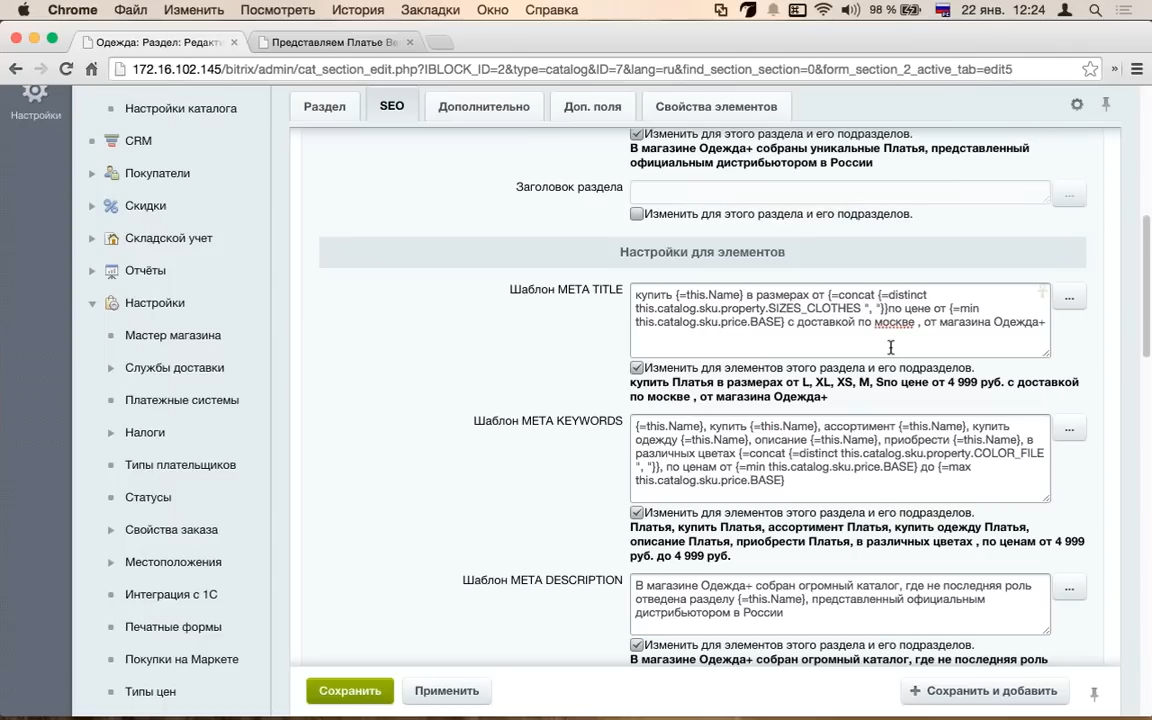 Chrome Файл Изменить Посмотреть История Закладки Окно Справка 98 % 22 янв. 12:24
Одежда: Раздел: Редакти × Представляем Платье Ве ×
172.16.102.145/bitrix/admin/cat_section_edit.php?IBLOCK_ID=2&type=catalog&ID=7&lang=ru&find_section_section=0&form_section_2_active_tab=edit5 »
Настройки
Настройки каталога
CRM
Покупатели
Скидки
Складской учет
Отчёты
Настройки
Мастер магазина
Службы доставки
Платежные системы
Налоги
Типы плательщиков
Статусы
Свойства заказа
Местоположения
Интеграция с 1С
Печатные формы
Покупки на Маркете
Типы цен
Раздел SEO Дополнительно Доп. поля Свойства элементов
Изменить для этого раздела и его подразделов.
В магазине Одежда+ собраны уникальные Платья, представленный
официальным дистрибьютором в России
Заголовок раздела ...
Изменить для этого раздела и его подразделов.
Настройки для элементов
Шаблон META TITLE
купить {=this.Name} в размерах от {=concat {=distinct
this.catalog.sku.property.SIZES_CLOTHES ", "}}по цене от {=min
this.catalog.sku.price.BASE} с доставкой по москве , от магазина Одежда+
...
Изменить для элементов этого раздела и его подразделов.
купить Платья в размерах от L, XL, XS, M, Sпо цене от 4 999 руб. с доставкой
по москве , от магазина Одежда+
Шаблон META KEYWORDS
{=this.Name}, купить {=this.Name}, ассортимент {=this.Name}, купить
одежду {=this.Name}, описание {=this.Name}, приобрести {=this.Name}, в
различных цветах {=concat {=distinct this.catalog.sku.property.COLOR_FILE
", "}}, по ценам от {=min this.catalog.sku.price.BASE} до {=max
this.catalog.sku.price.BASE}
...
Изменить для элементов этого раздела и его подразделов.
Платья, купить Платья, ассортимент Платья, купить одежду Платья,
описание Платья, приобрести Платья, в различных цветах , по ценам от 4 999
руб. до 4 999 руб.
Шаблон META DESCRIPTION
В магазине Одежда+ собран огромный каталог, где не последняя роль
отведена разделу {=this.Name}, представленный официальным
дистрибьютором в России
...
Изменить для элементов этого раздела и его подразделов.
В магазине Одежда+ собран огромный каталог, где не последняя роль
Сохранить Применить + Сохранить и добавить